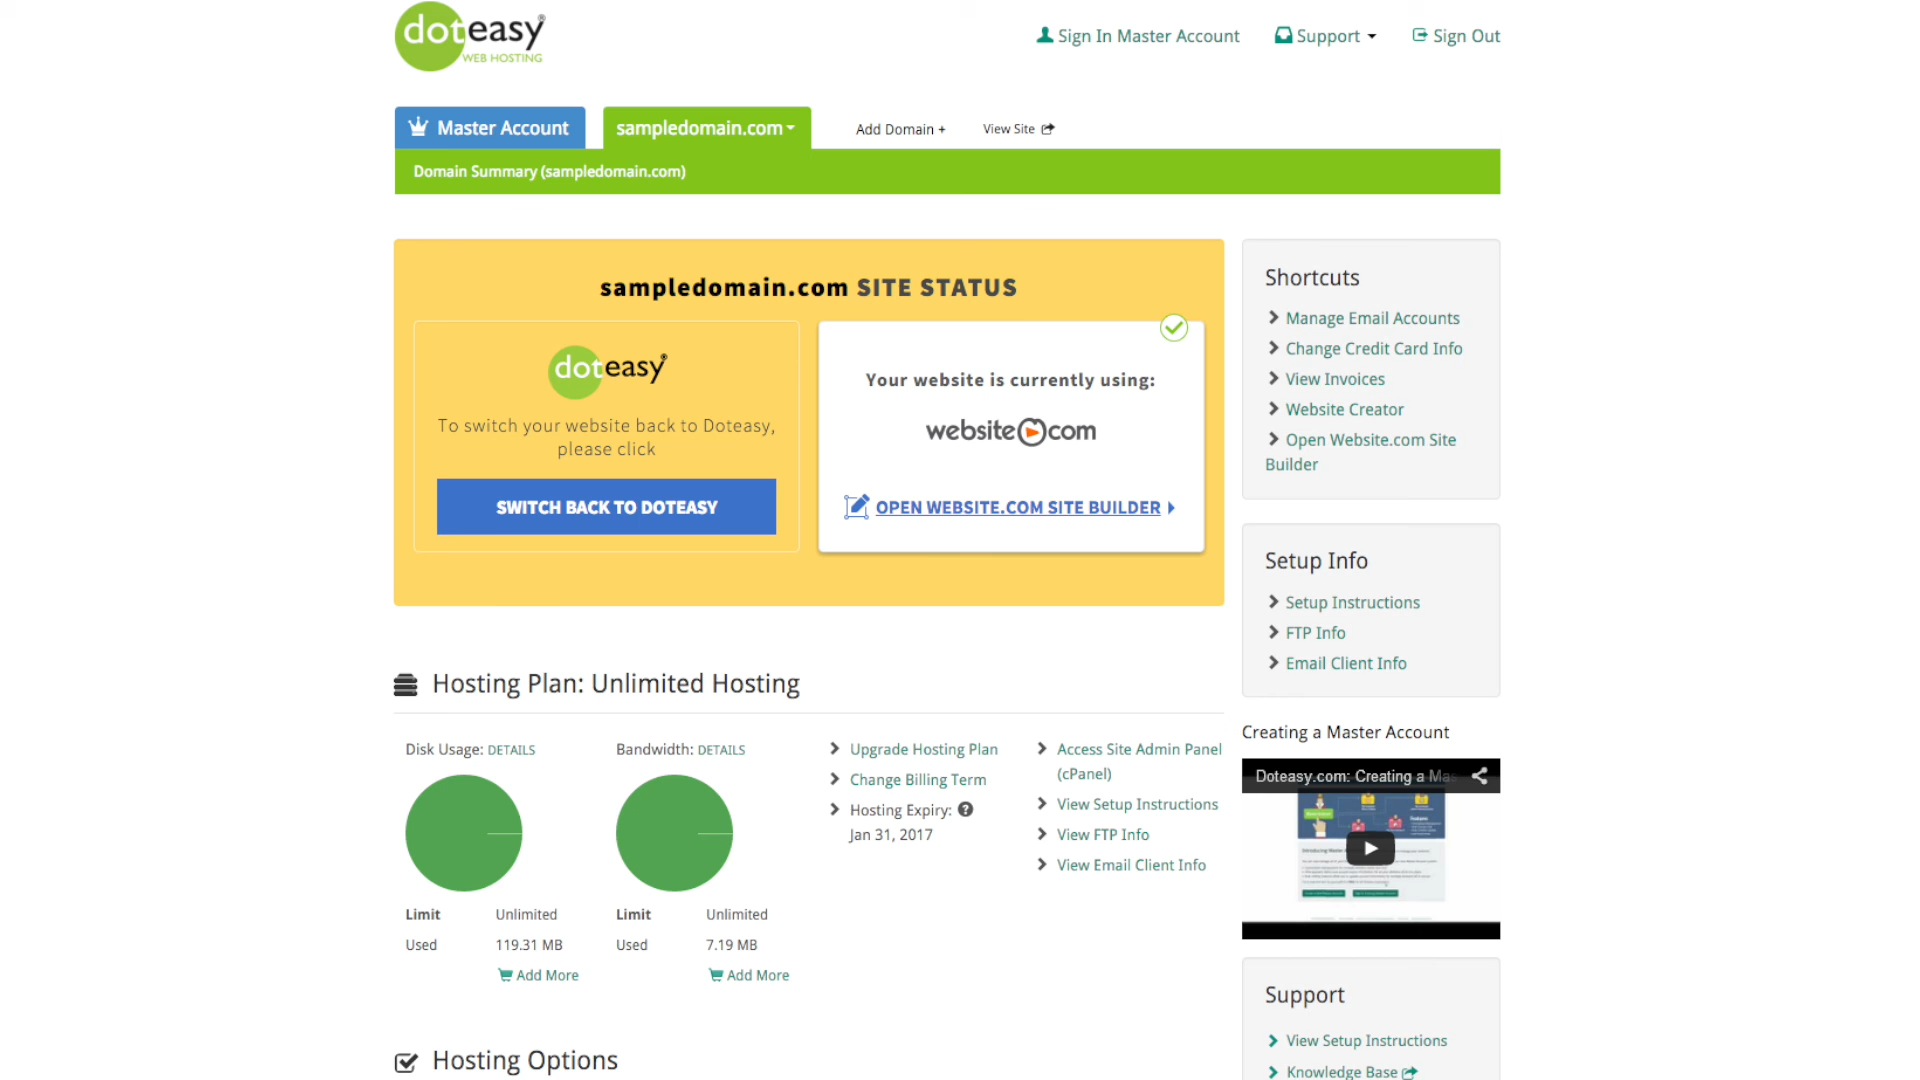 doteasy®
WEB HOSTING
Sign In Master Account
Support
Sign Out
Master Account
sampledomain.com
Add Domain +
View Site
Domain Summary (sampledomain.com)
sampledomain.com SITE STATUS
doteasy®
To switch your website back to Doteasy,
please click
SWITCH BACK TO DOTEASY
Your website is currently using:
website com
OPEN WEBSITE.COM SITE BUILDER
Shortcuts
Manage Email Accounts
Change Credit Card Info
View Invoices
Website Creator
Open Website.com Site
Builder
Setup Info
Setup Instructions
FTP Info
Email Client Info
Hosting Plan: Unlimited Hosting
Disk Usage: DETAILS
Limit Unlimited
Used 119.31 MB
Add More
Bandwidth: DETAILS
Limit Unlimited
Used 7.19 MB
Add More
Upgrade Hosting Plan
Change Billing Term
Hosting Expiry: ?
Jan 31, 2017
Access Site Admin Panel
(cPanel)
View Setup Instructions
View FTP Info
View Email Client Info
Creating a Master Account
Doteasy.com: Creating a Ma
Support
View Setup Instructions
Knowledge Base
Hosting Options